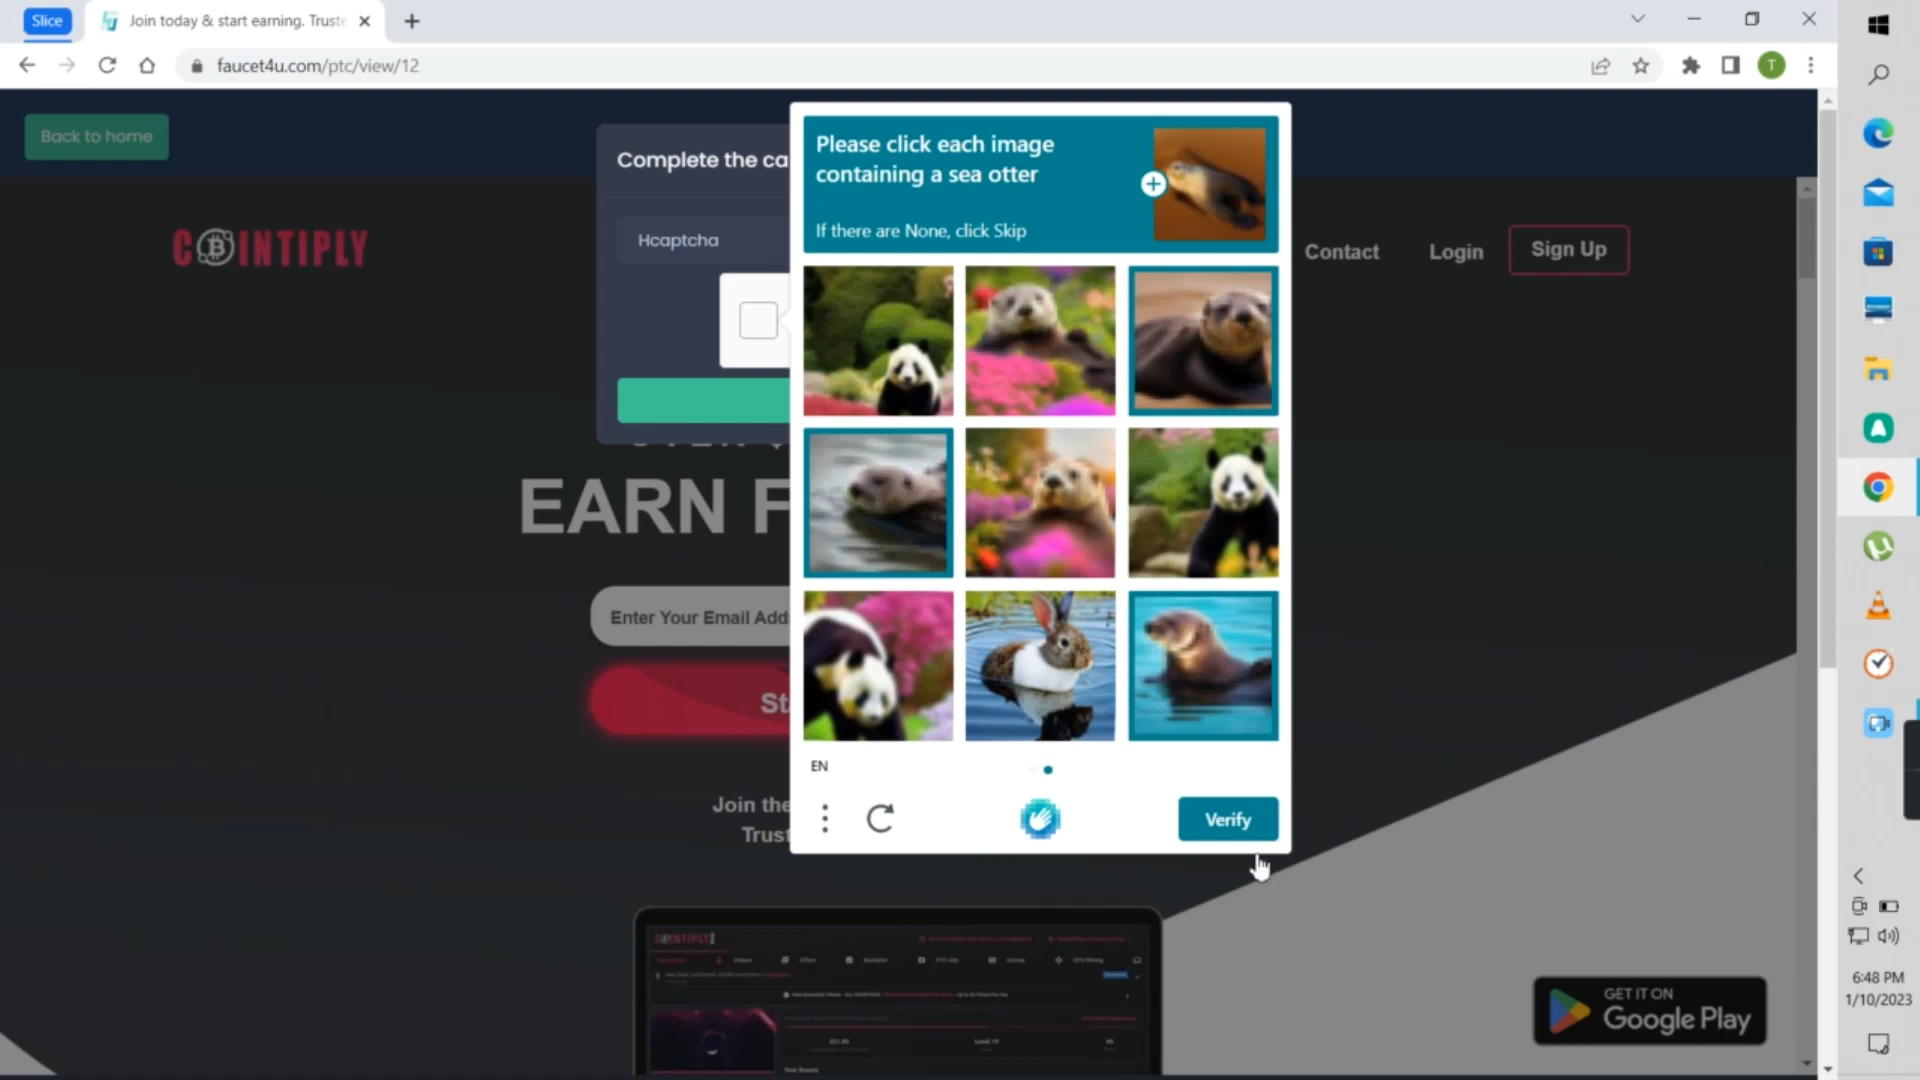 Slice
Join today & start earning. Truste
faucet4u.com/ptc/view/12
T
Back to home
Complete the ca
Please click each image
containing a sea otter
If there are None, click Skip
Hcaptcha
COINTIPLY
Contact
Login
Sign Up
EARN F
Enter Your Email Add
Sta
EN
Verify
Join the
Trust
COINTIPLY
GET IT ON
Google Play
6:48 PM
1/10/2023